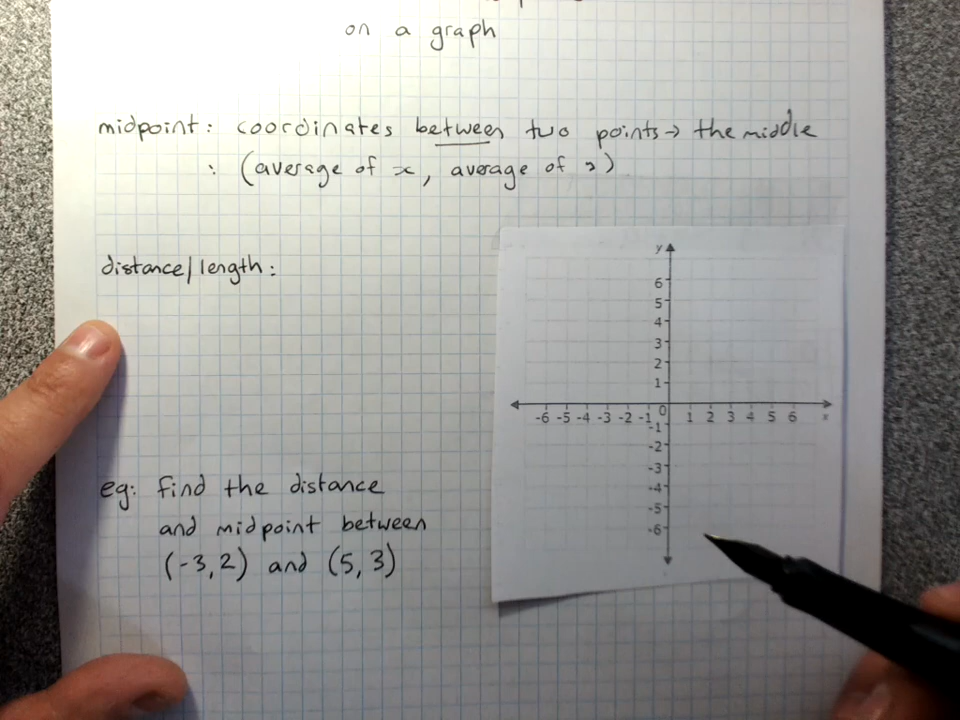 on a graph
midpoint: coordinates between two points → the middle
: (average of x, average of y)
distance/length:
y
6
5
4
3
2
1
-6 -5 -4 -3 -2 -1 0 1 2 3 4 5 6 x
-1
-2
-3
-4
-5
-6
eg: find the distance
and midpoint between
(-3,2) and (5,3)